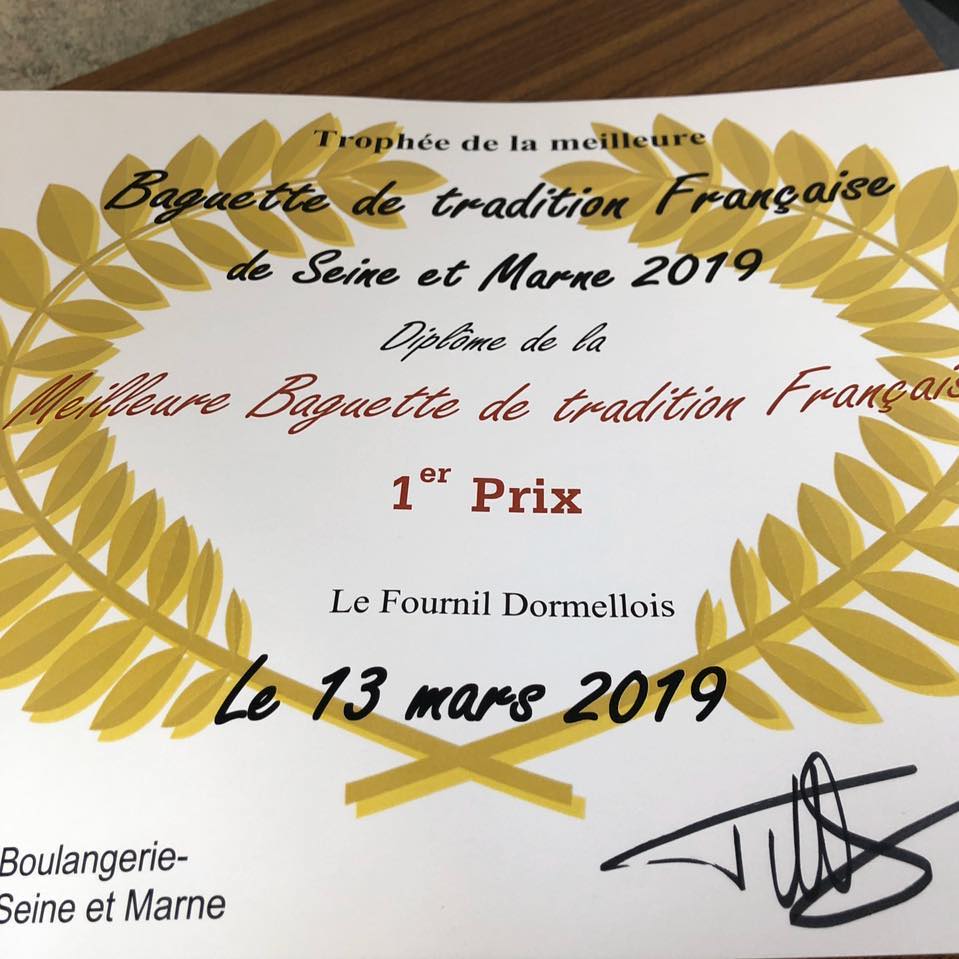 Trophée de la meilleure
Baguette de tradition Française
de Seine et Marne 2019
Diplôme de la
Meilleure Baguette de tradition Français
1er Prix
Le Fournil Dormellois
Le 13 mars 2019
Boulangerie-
Seine et Marne